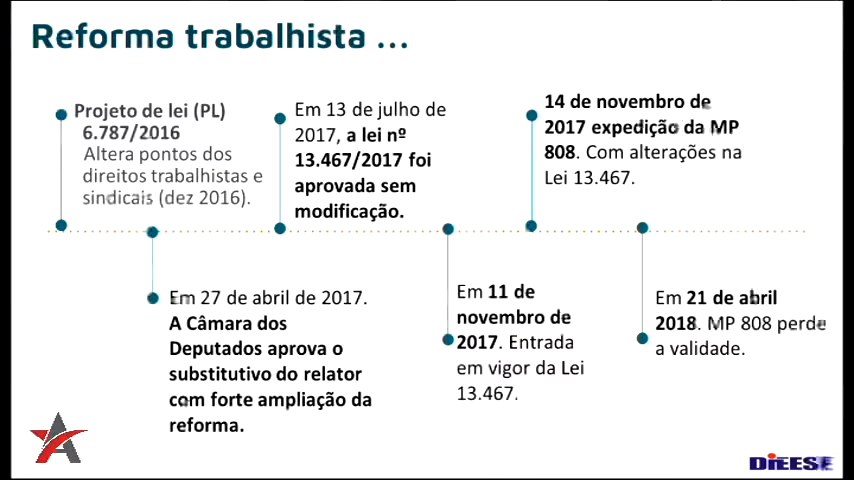 Reforma trabalhista ...
Projeto de lei (PL)
6.787/2016
Altera pontos dos
direitos trabalhistas e
sindicais (dez 2016).
Em 27 de abril de 2017.
A Câmara dos
Deputados aprova o
substitutivo do relator
com forte ampliação da
reforma.
Em 13 de julho de
2017, a lei nº
13.467/2017 foi
aprovada sem
modificação.
Em 11 de
novembro de
2017. Entrada
em vigor da Lei
13.467.
14 de novembro de
2017 expedição da MP
808. Com alterações na
Lei 13.467.
Em 21 de abril
2018. MP 808 perde
a validade.
DIEESE